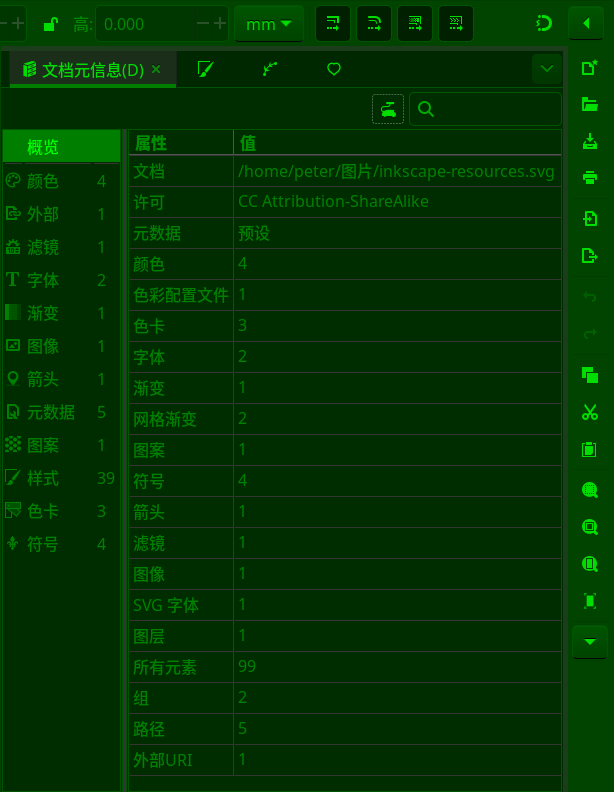 高: 0.000 mm
文档元信息(D)
概览
颜色 4
外部 1
滤镜 1
字体 2
渐变 1
图像 1
箭头 1
元数据 5
图案 1
样式 39
色卡 3
符号 4
属性 值
文档 /home/peter/图片/inkscape-resources.svg
许可 CC Attribution-ShareAlike
元数据 预设
颜色 4
色彩配置文件 1
色卡 3
字体 2
渐变 1
网格渐变 2
图案 1
符号 4
箭头 1
滤镜 1
图像 1
SVG 字体 1
图层 1
所有元素 99
组 2
路径 5
外部URI 1